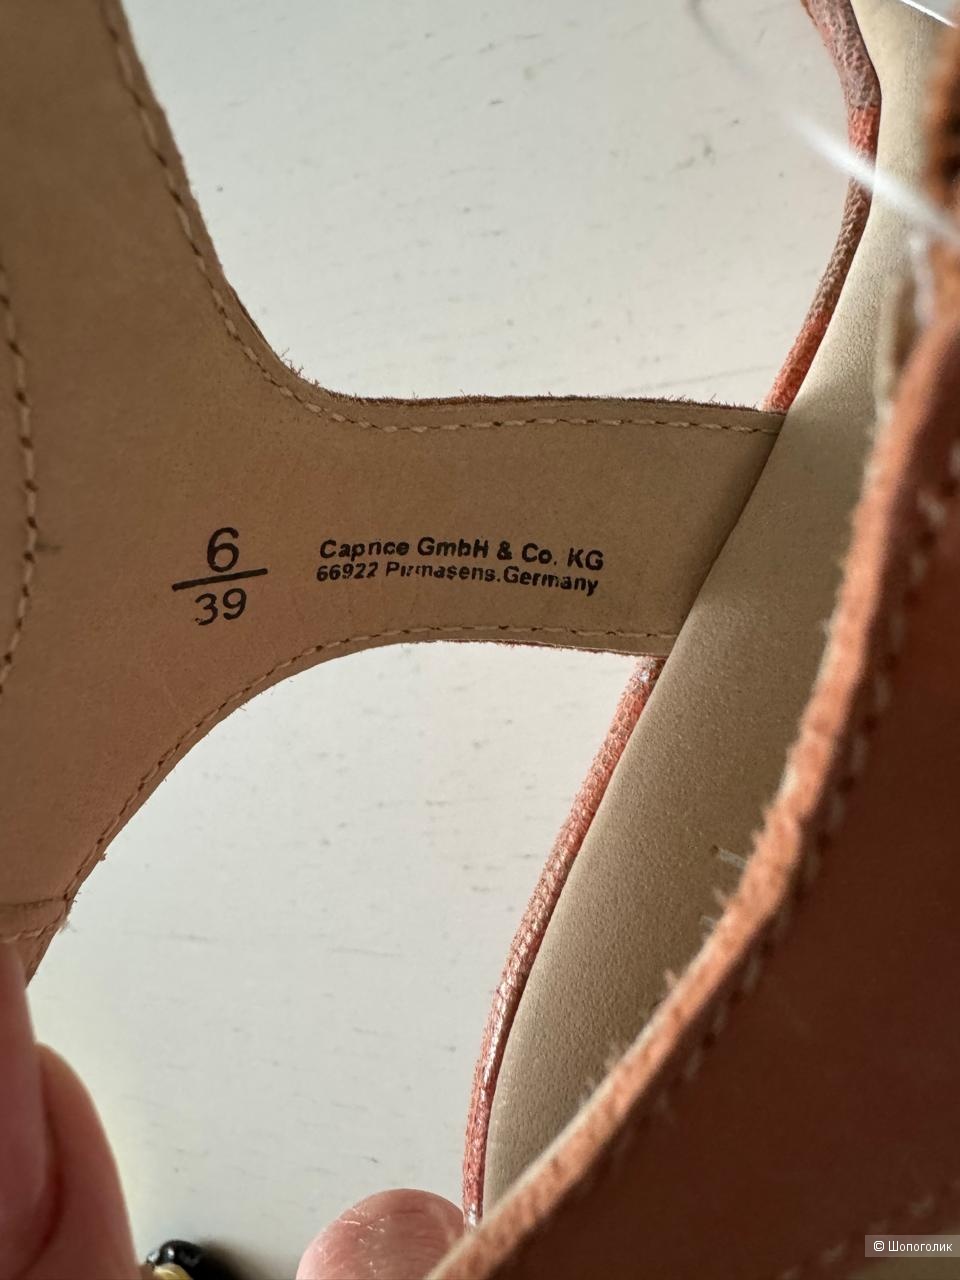 6
39
Caprice GmbH & Co. KG
66922 Pirmasens.Germany
© Шопоголик